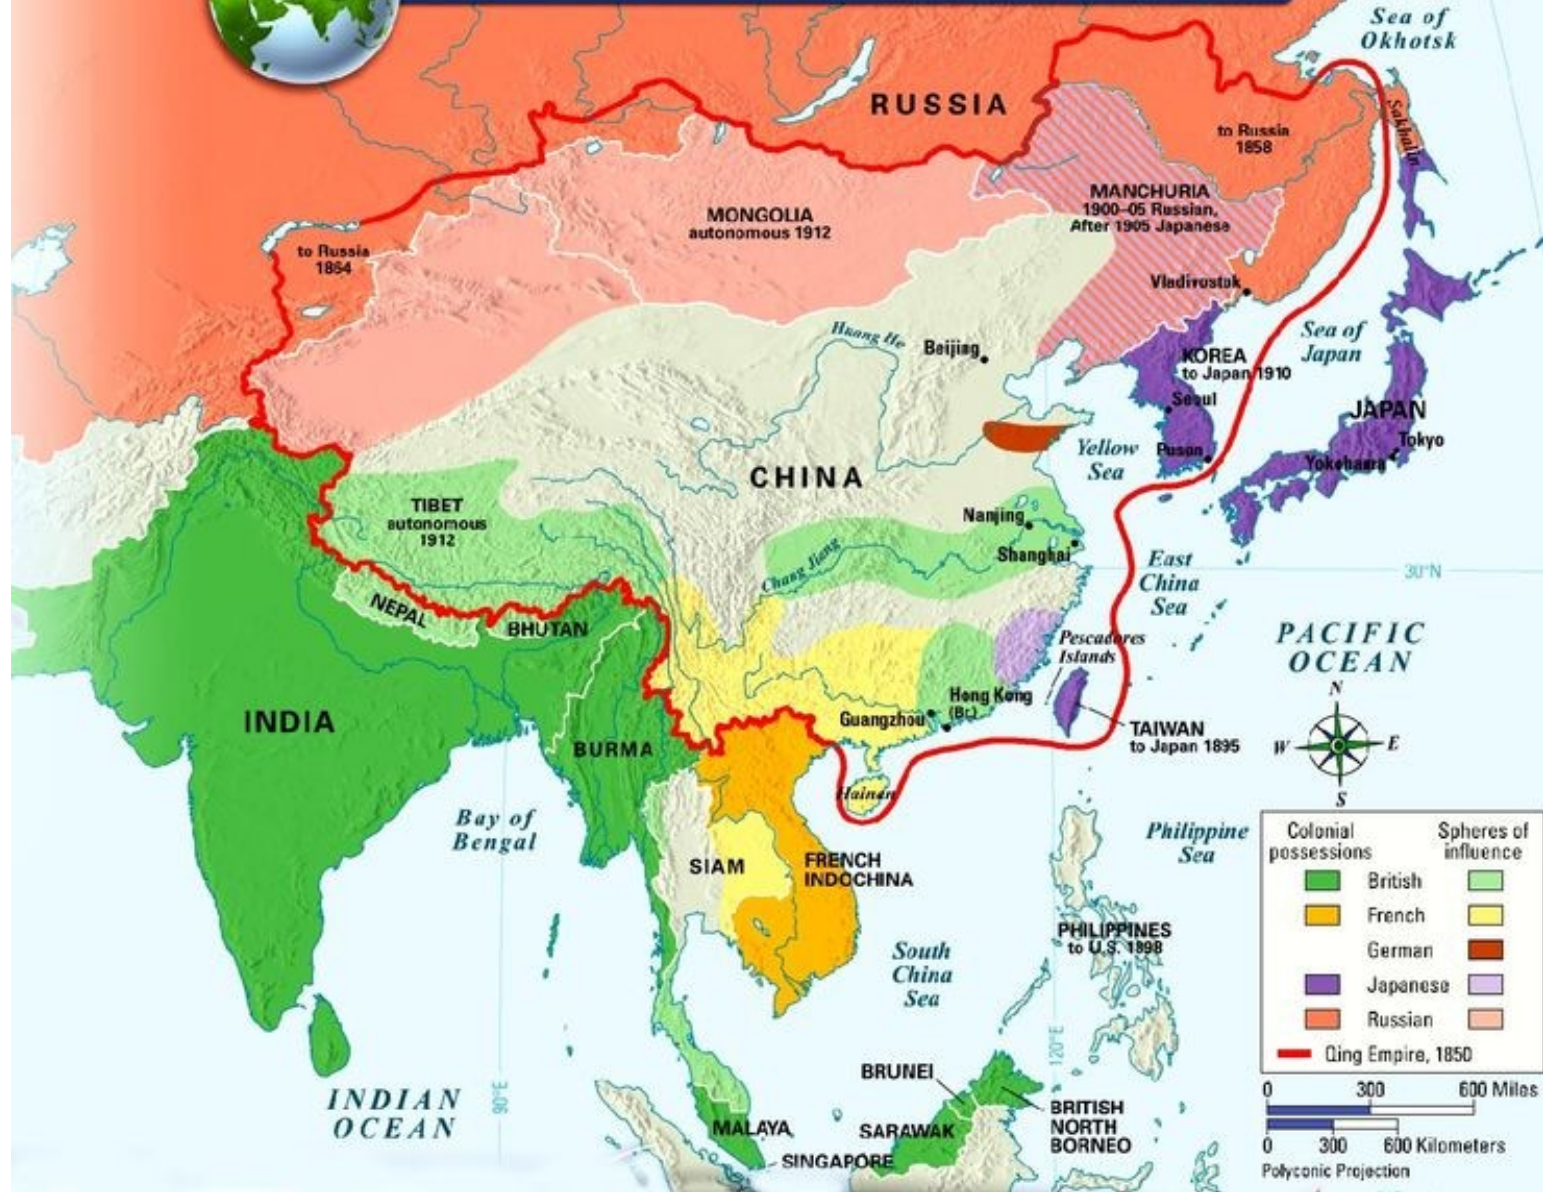 Sea of
Okhotsk
RUSSIA
Sakhalin
to Russia
1858
MANCHURIA
1900–05 Russian,
After 1905 Japanese
MONGOLIA
autonomous 1912
to Russia
1864
Vladivostok
Huang He
Beijing
Sea of
Japan
KOREA
to Japan 1910
Seoul
JAPAN
Tokyo
Yokohama
Pusan
Yellow
Sea
CHINA
TIBET
autonomous
1912
Nanjing
Shanghai
Chang Jiang
East
China
Sea
30°N
NEPAL
BHUTAN
PACIFIC
OCEAN
Pescadores
Islands
INDIA
Hong Kong
(Br.)
Guangzhou
TAIWAN
to Japan 1895
N
W
E
S
BURMA
Hainan
Bay of
Bengal
SIAM
FRENCH
INDOCHINA
Philippine
Sea
PHILIPPINES
to U.S. 1898
South
China
Sea
Colonial
possessions
Spheres of
influence
British
French
German
Japanese
Russian
Qing Empire, 1850
120°E
90°E
INDIAN
OCEAN
BRUNEI
BRITISH
NORTH
BORNEO
MALAYA
SARAWAK
SINGAPORE
0 300 600 Miles
0 300 600 Kilometers
Polyconic Projection